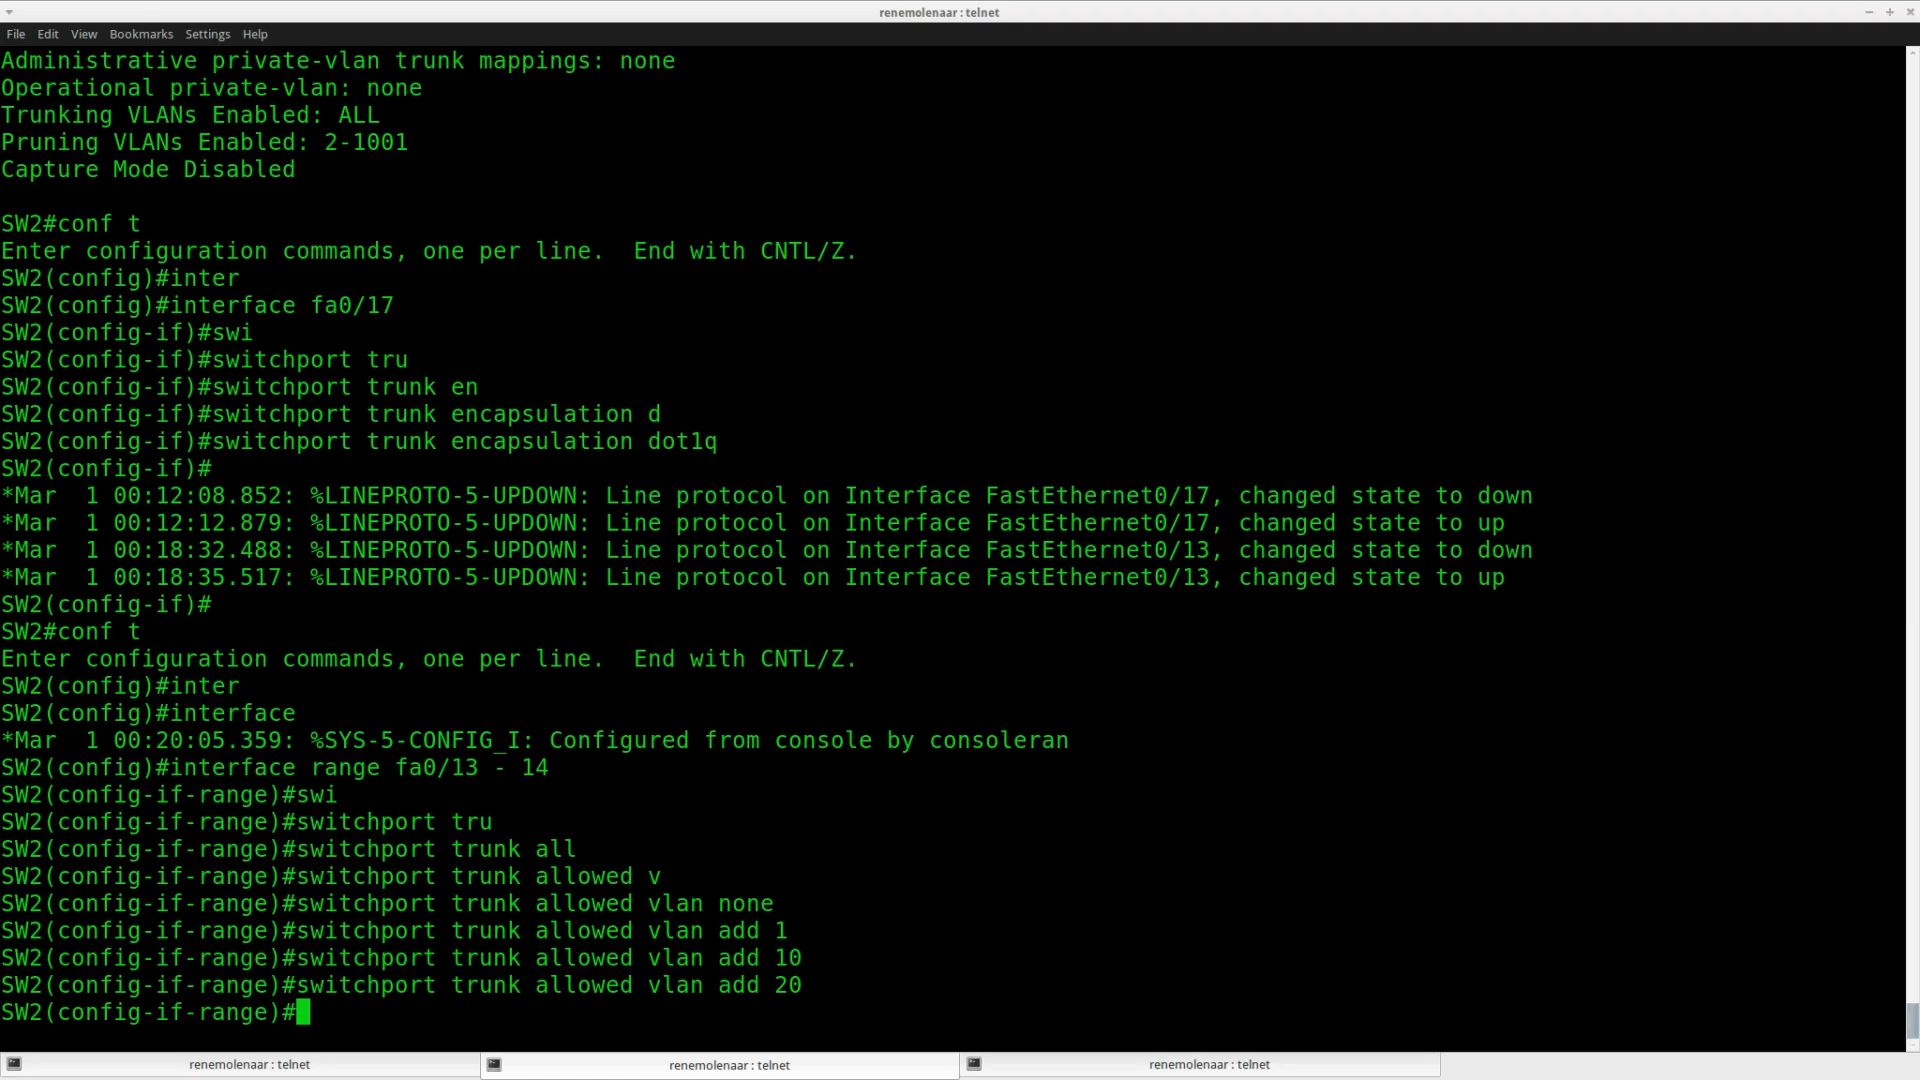 renemolenaar : telnet
File Edit View Bookmarks Settings Help
Administrative private-vlan trunk mappings: none
Operational private-vlan: none
Trunking VLANs Enabled: ALL
Pruning VLANs Enabled: 2-1001
Capture Mode Disabled
SW2#conf t
Enter configuration commands, one per line.  End with CNTL/Z.
SW2(config)#inter
SW2(config)#interface fa0/17
SW2(config-if)#swi
SW2(config-if)#switchport tru
SW2(config-if)#switchport trunk en
SW2(config-if)#switchport trunk encapsulation d
SW2(config-if)#switchport trunk encapsulation dot1q
SW2(config-if)#
*Mar  1 00:12:08.852: %LINEPROTO-5-UPDOWN: Line protocol on Interface FastEthernet0/17, changed state to down
*Mar  1 00:12:12.879: %LINEPROTO-5-UPDOWN: Line protocol on Interface FastEthernet0/17, changed state to up
*Mar  1 00:18:32.488: %LINEPROTO-5-UPDOWN: Line protocol on Interface FastEthernet0/13, changed state to down
*Mar  1 00:18:35.517: %LINEPROTO-5-UPDOWN: Line protocol on Interface FastEthernet0/13, changed state to up
SW2(config-if)#
SW2#conf t
Enter configuration commands, one per line.  End with CNTL/Z.
SW2(config)#inter
SW2(config)#interface
*Mar  1 00:20:05.359: %SYS-5-CONFIG_I: Configured from console by consoleran
SW2(config)#interface range fa0/13 - 14
SW2(config-if-range)#swi
SW2(config-if-range)#switchport tru
SW2(config-if-range)#switchport trunk all
SW2(config-if-range)#switchport trunk allowed v
SW2(config-if-range)#switchport trunk allowed vlan none
SW2(config-if-range)#switchport trunk allowed vlan add 1
SW2(config-if-range)#switchport trunk allowed vlan add 10
SW2(config-if-range)#switchport trunk allowed vlan add 20
SW2(config-if-range)#
renemolenaar : telnet
renemolenaar : telnet
renemolenaar : telnet